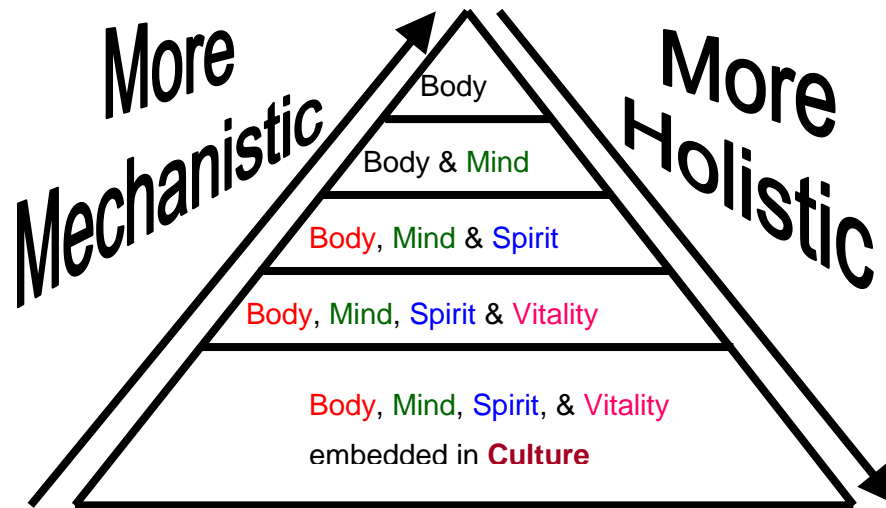 More
Mechanistic
More
Holistic
Body
Body & Mind
Body, Mind & Spirit
Body, Mind, Spirit & Vitality
Body, Mind, Spirit, & Vitality
embedded in Culture